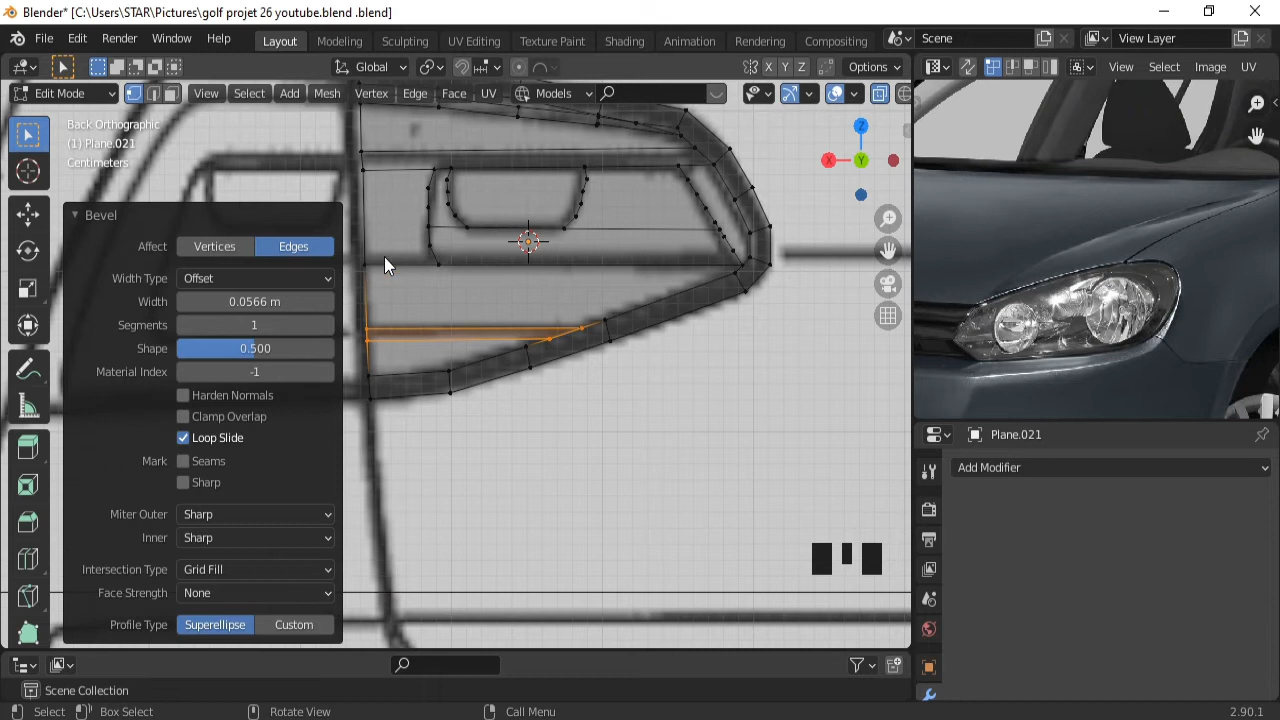 Blender* [C:\Users\STAR\Pictures\golf projet 26 youtube.blend .blend]
File Edit Render Window Help
Layout Modeling Sculpting UV Editing Texture Paint Shading Animation Rendering Compositing
Scene
View Layer
Global
X Y Z
Options
View Select Image UV
Edit Mode
View Select Add Mesh Vertex Edge Face UV
Models
Back Orthographic
(1) Plane.021
Centimeters
Z
X
Y
Bevel
Affect Vertices Edges
Width Type Offset
Width 0.0566 m
Segments 1
Shape 0.500
Material Index -1
Harden Normals
Clamp Overlap
Loop Slide
Mark Seams
Sharp
Miter Outer Sharp
Inner Sharp
Intersection Type Grid Fill
Face Strength None
Profile Type Superellipse Custom
Plane.021
Add Modifier
Scene Collection
Select Box Select Rotate View Call Menu 2.90.1